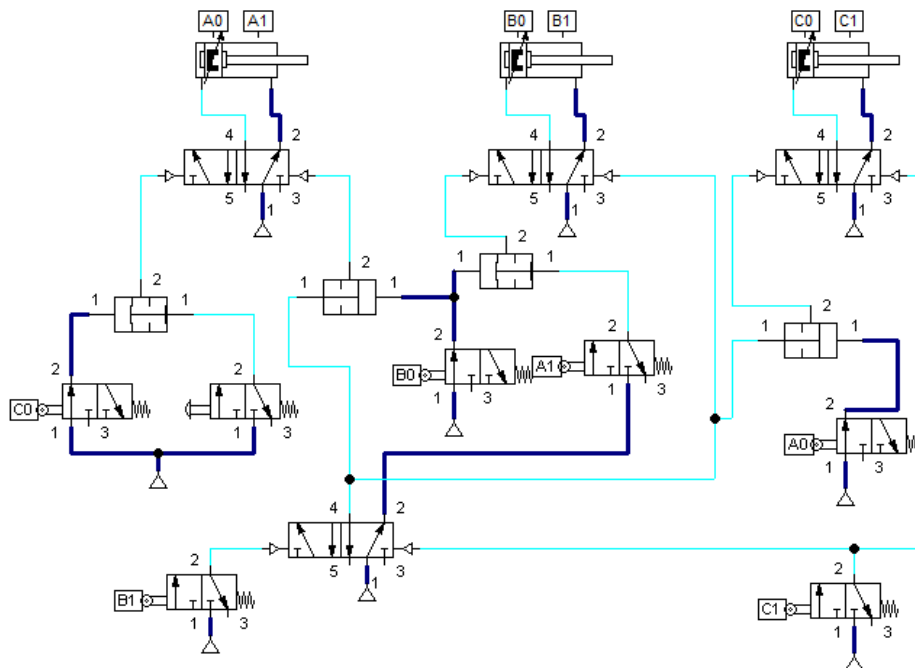 A0 A1 B0 B1 C0 C1
4 2 4 2 4 2
5 1 3 5 1 3 5 1 3
2 2
1 2 1 1 2 1 1 1
2 2 2 1 2 1
C0 B0 A1
1 3 1 3 3 1 3 2
A0
1 3
4 2
5 1 3
2 2
B1 C1
1 3 1 3